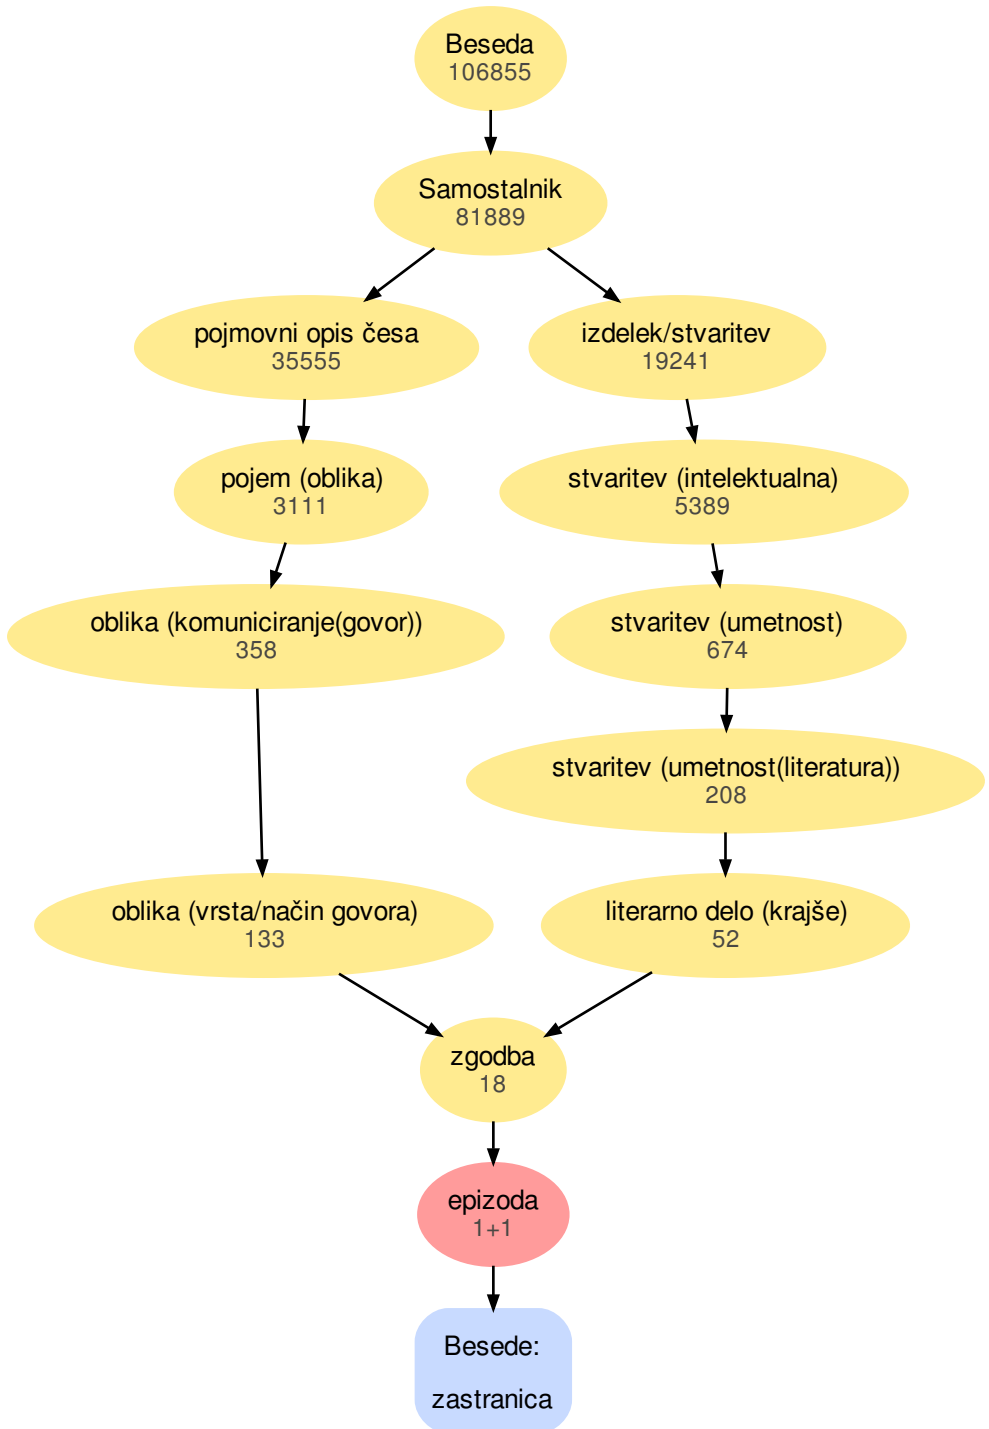 Beseda
106855
Samostalnik
81889
pojmovni opis česa
35555
izdelek/stvaritev
19241
pojem (oblika)
3111
stvaritev (intelektualna)
5389
oblika (komuniciranje(govor))
358
stvaritev (umetnost)
674
stvaritev (umetnost(literatura))
208
oblika (vrsta/način govora)
133
literarno delo (krajše)
52
zgodba
18
epizoda
1+1
Besede:
zastranica